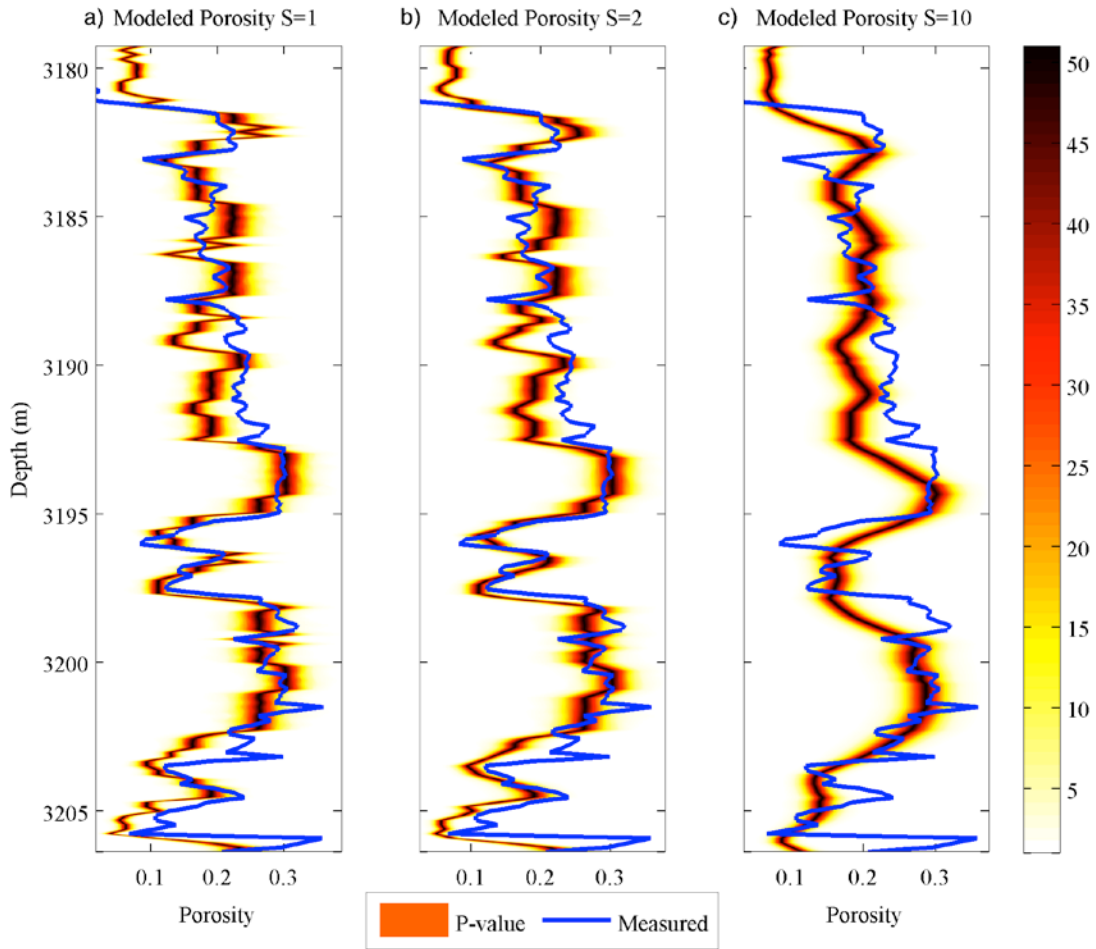 a) Modeled Porosity S=1
b) Modeled Porosity S=2
c) Modeled Porosity S=10
Depth (m)
3180
3185
3190
3195
3200
3205
0.1 0.2 0.3
0.1 0.2 0.3
0.1 0.2 0.3
Porosity
Porosity
P-value Measured
50
45
40
35
30
25
20
15
10
5